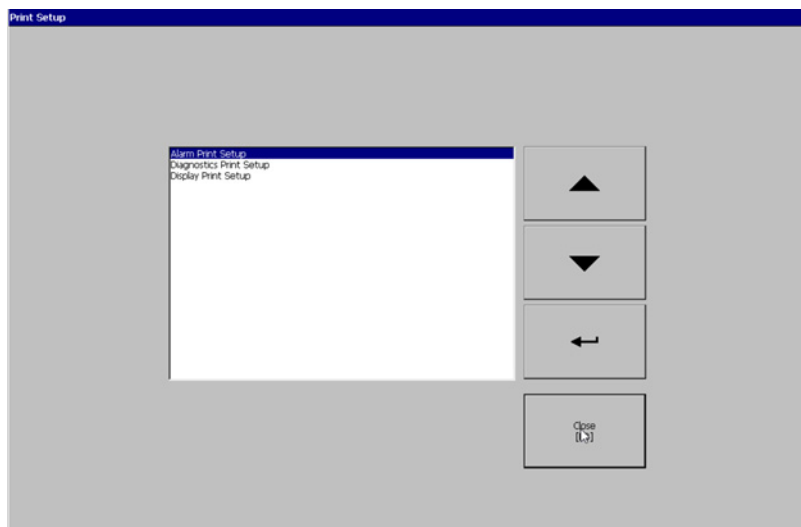 Print Setup
Alarm Print Setup
Diagnostics Print Setup
Display Print Setup
Close